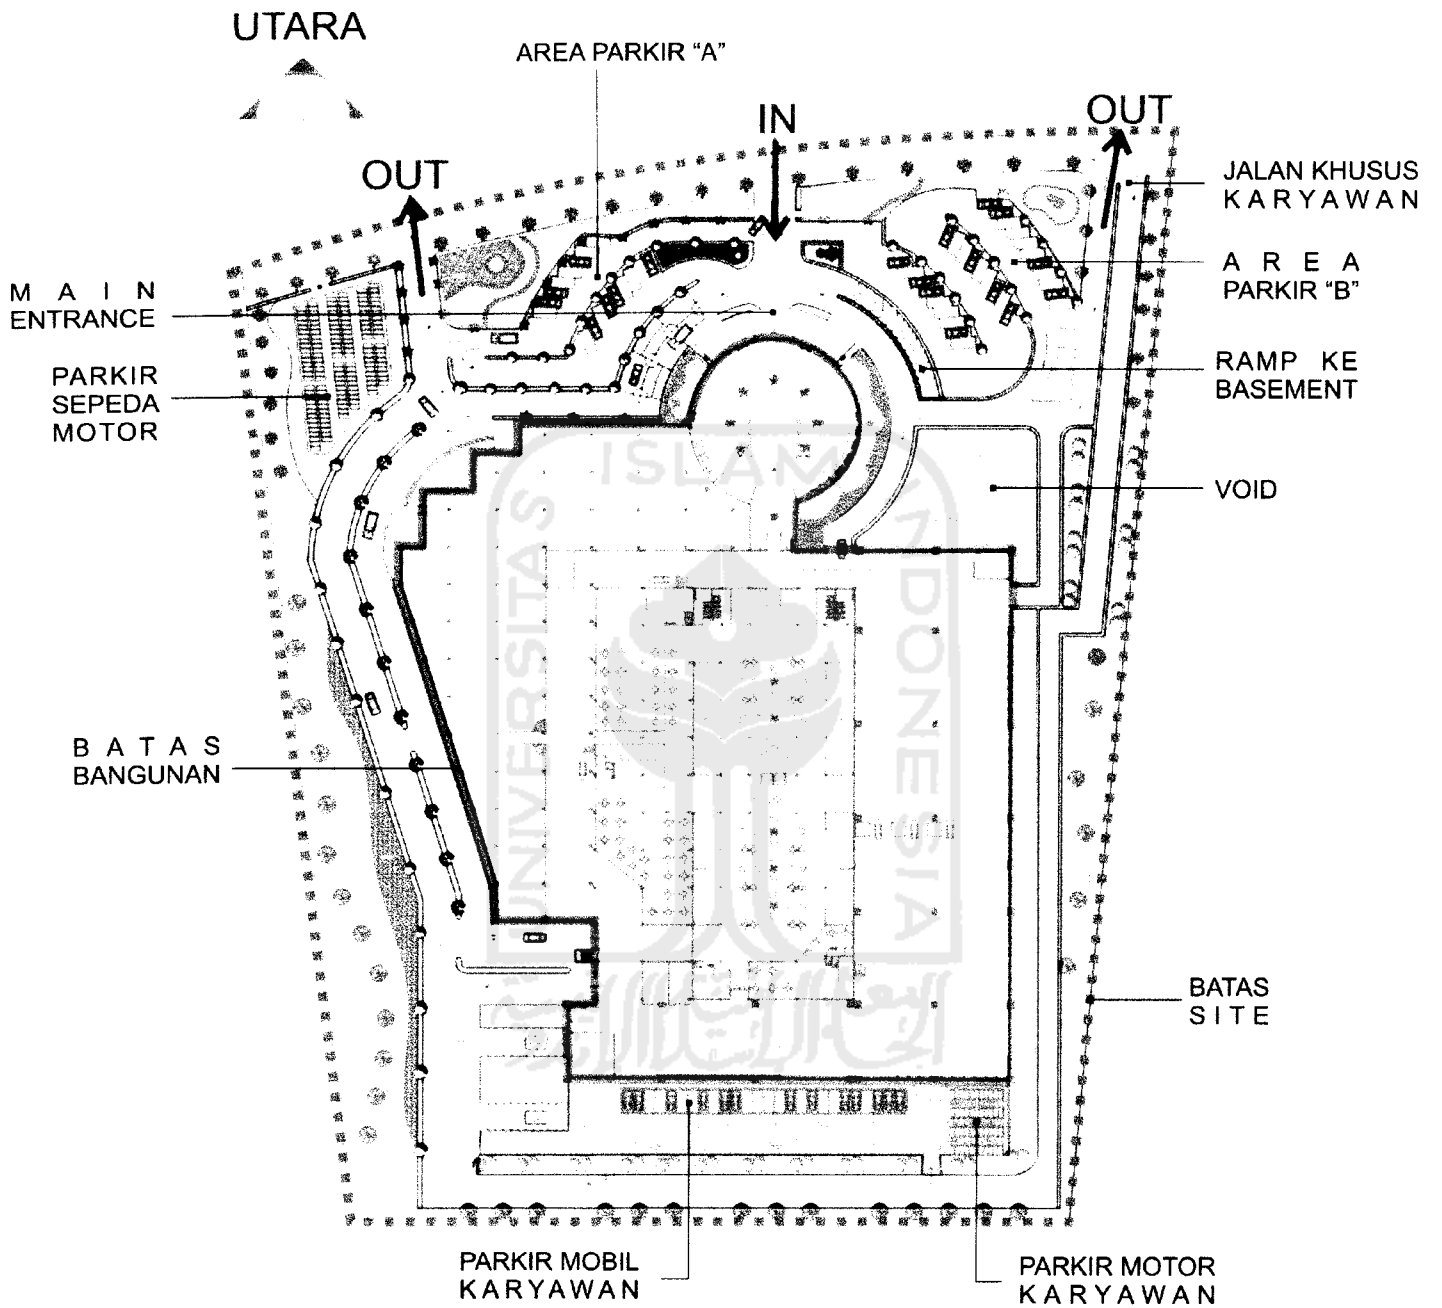 UTARA
AREA PARKIR “A”
IN
OUT
OUT
JALAN KHUSUS
KARYAWAN
AREA
PARKIR “B”
MAIN
ENTRANCE
RAMP KE
BASEMENT
PARKIR
SEPEDA
MOTOR
VOID
BATAS
BANGUNAN
BATAS
SITE
PARKIR MOBIL
KARYAWAN
PARKIR MOTOR
KARYAWAN
UNIVERSITAS
ISLAM
INDONESIA